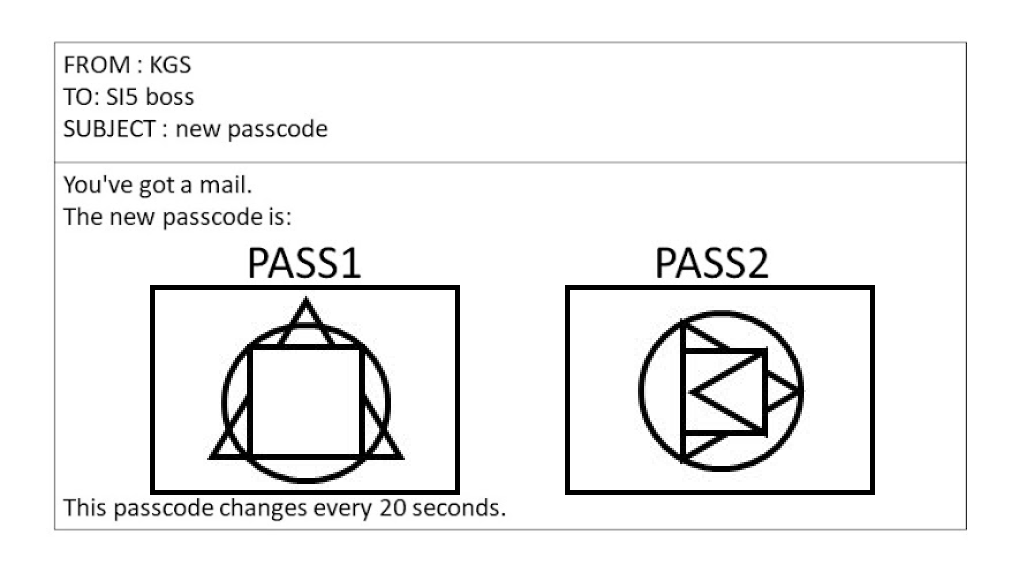 FROM : KGS
TO: SI5 boss
SUBJECT : new passcode
You've got a mail.
The new passcode is:
PASS1 PASS2
This passcode changes every 20 seconds.